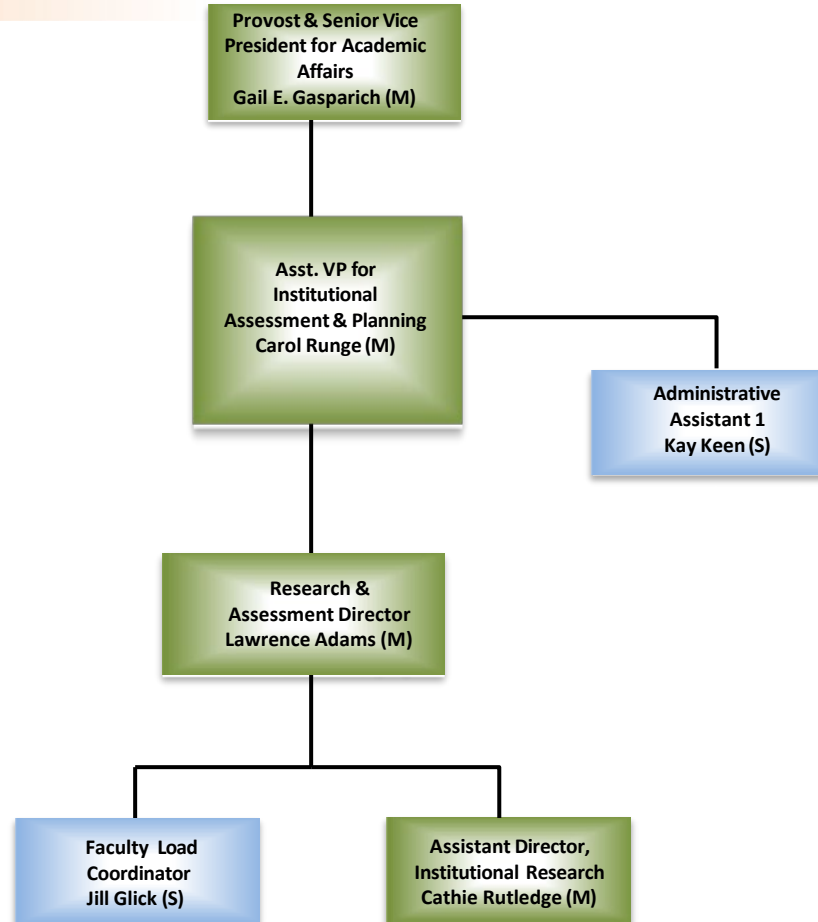 Provost & Senior Vice
President for Academic
Affairs
Gail E. Gasparich (M)
Asst. VP for
Institutional
Assessment & Planning
Carol Runge (M)
Administrative
Assistant 1
Kay Keen (S)
Research &
Assessment Director
Lawrence Adams (M)
Faculty Load
Coordinator
Jill Glick (S)
Assistant Director,
Institutional Research
Cathie Rutledge (M)